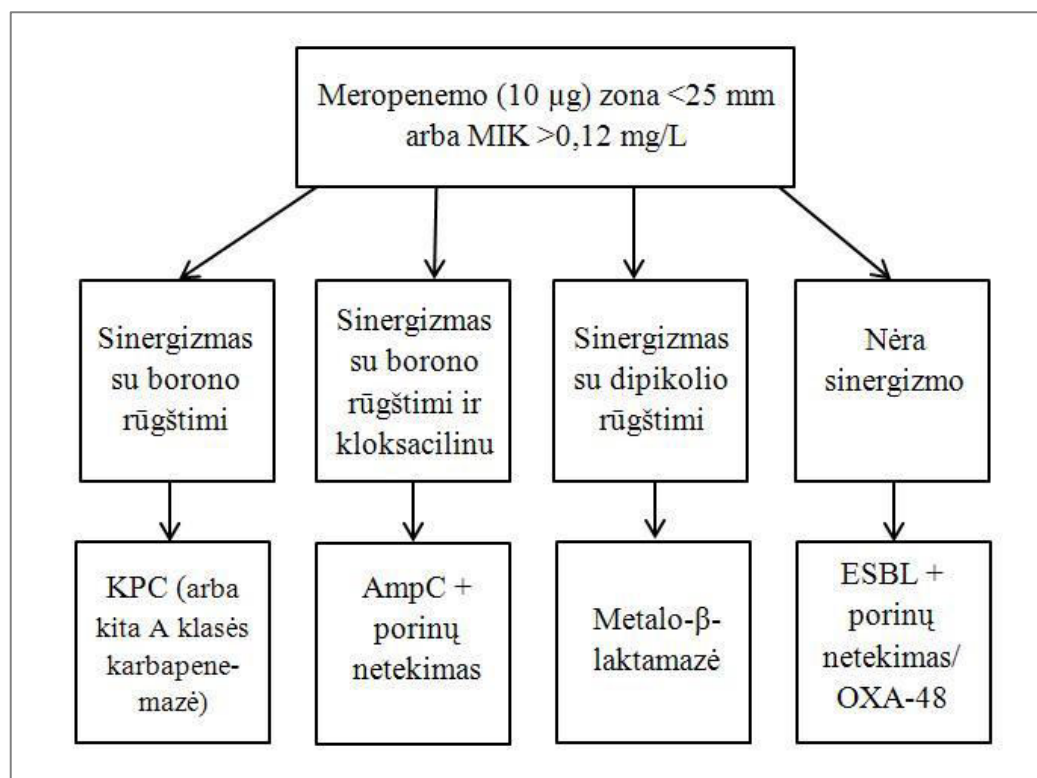 Meropenemo (10 µg) zona <25 mm
arba MIK >0,12 mg/L
Sinergizmas
su borono
rūgštimi
Sinergizmas
su borono
rūgštimi ir
kloksacilinu
Sinergizmas
su dipikolio
rūgštimi
Nėra
sinergizmo
KPC (arba
kita A klasės
karbapene-
mazė)
AmpC +
porinų
netekimas
Metalo-β-
laktamazė
ESBL +
porinų
netekimas/
OXA-48